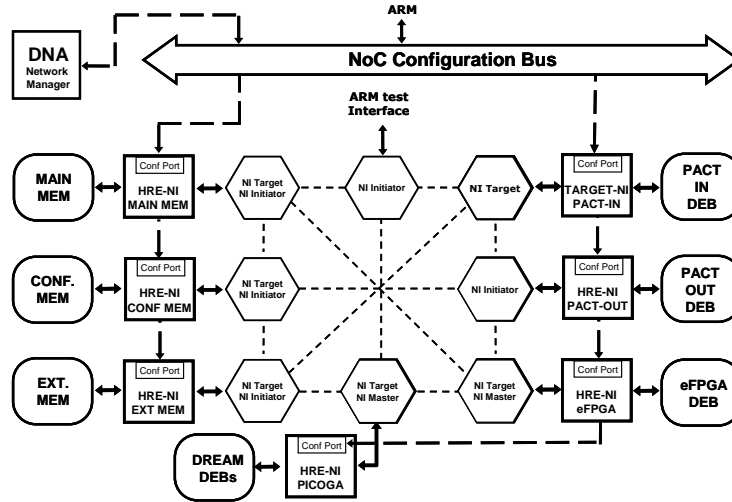 ARM
DNA
Network
Manager
NoC Configuration Bus
ARM test
Interface
MAIN
MEM
Conf Port
HRE-NI
MAIN MEM
NI Target
NI Initiator
NI Initiator
NI Target
Conf Port
TARGET-NI
PACT-IN
PACT
IN
DEB
CONF.
MEM
Conf Port
HRE-NI
CONF MEM
NI Target
NI Initiator
NI Initiator
Conf Port
HRE-NI
PACT-OUT
PACT
OUT
DEB
EXT.
MEM
Conf Port
HRE-NI
EXT MEM
NI Target
NI Initiator
NI Target
NI Master
NI Target
NI Master
Conf Port
HRE-NI
eFPGA
eFPGA
DEB
DREAM
DEBs
Conf Port
HRE-NI
PICOGA